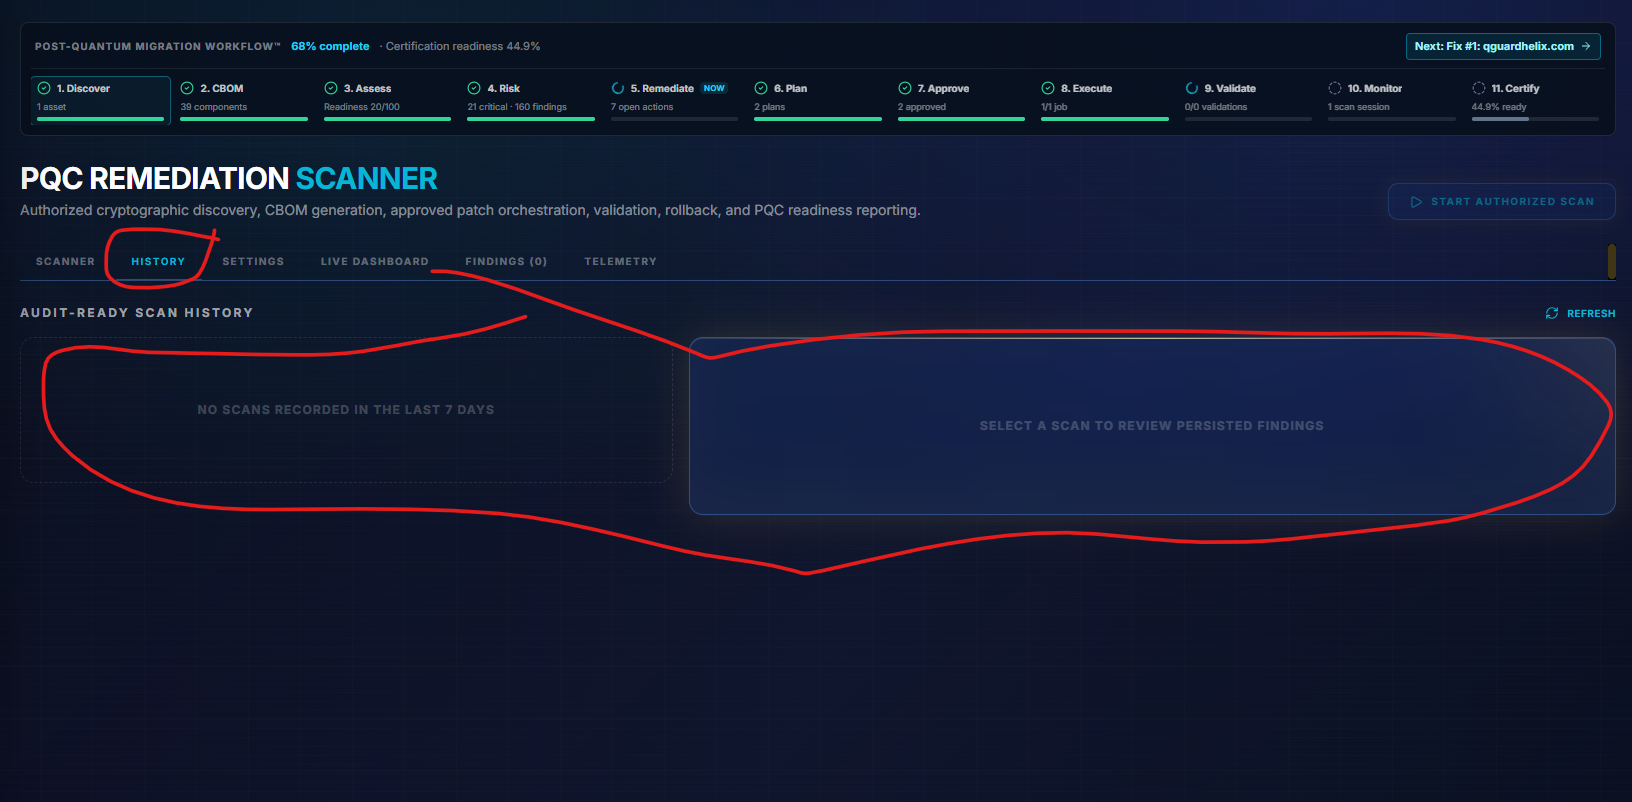 POST-QUANTUM MIGRATION WORKFLOW™ 68% complete · Certification readiness 44.9%
Next: Fix #1: qguardhelix.com →
1. Discover
1 asset
2. CBOM
39 components
3. Assess
Readiness 20/100
4. Risk
21 critical · 160 findings
5. Remediate NOW
7 open actions
6. Plan
2 plans
7. Approve
2 approved
8. Execute
1/1 job
9. Validate
0/0 validations
10. Monitor
1 scan session
11. Certify
44.9% ready
PQC REMEDIATION SCANNER
Authorized cryptographic discovery, CBOM generation, approved patch orchestration, validation, rollback, and PQC readiness reporting.
START AUTHORIZED SCAN
SCANNER HISTORY SETTINGS LIVE DASHBOARD FINDINGS (0) TELEMETRY
AUDIT-READY SCAN HISTORY
REFRESH
NO SCANS RECORDED IN THE LAST 7 DAYS
SELECT A SCAN TO REVIEW PERSISTED FINDINGS